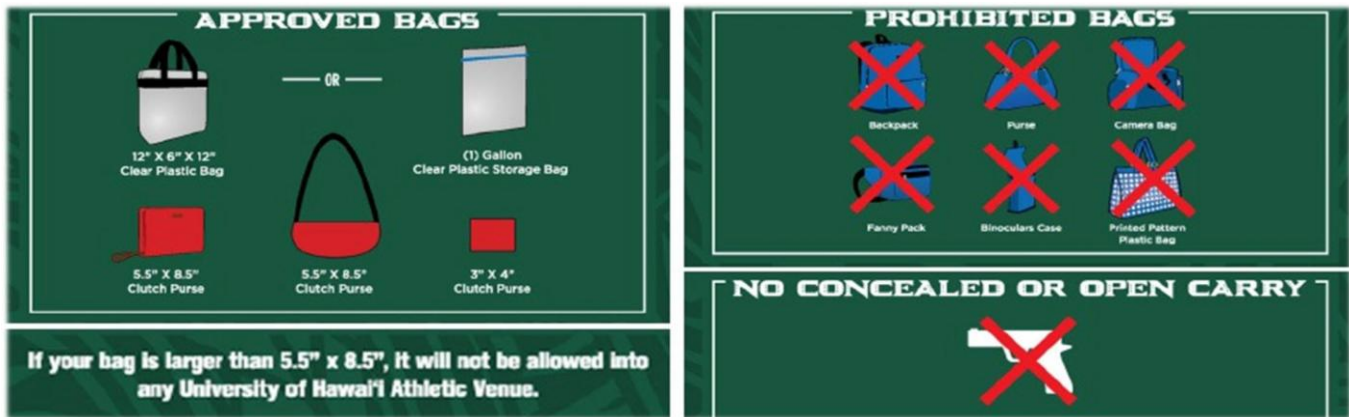 APPROVED BAGS
OR
12" X 6" X 12"
Clear Plastic Bag
(1) Gallon
Clear Plastic Storage Bag
5.5" X 8.5"
Clutch Purse
5.5" X 8.5"
Clutch Purse
3" X 4"
Clutch Purse
If your bag is larger than 5.5" x 8.5", it will not be allowed into
any University of Hawai'i Athletic Venue.
PROHIBITED BAGS
Backpack
Purse
Camera Bag
Fanny Pack
Binoculars Case
Printed Pattern
Plastic Bag
NO CONCEALED OR OPEN CARRY